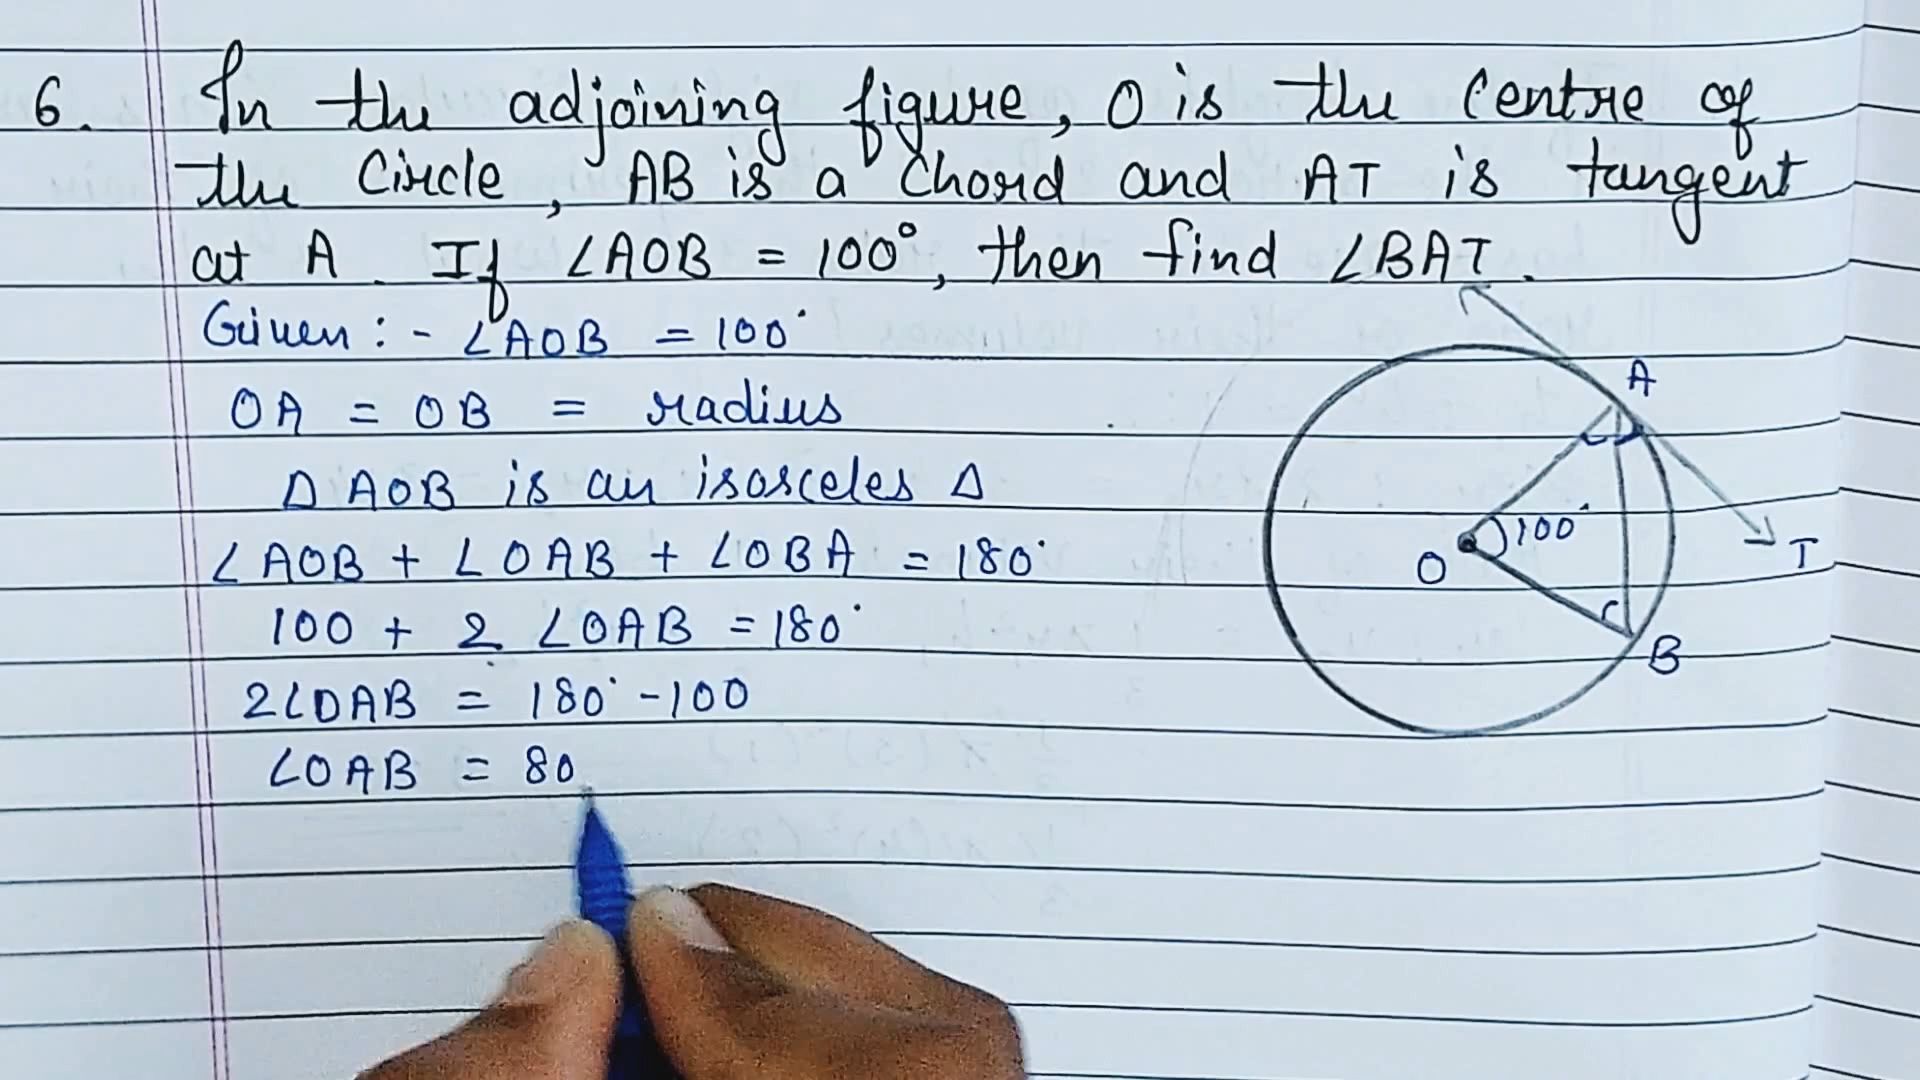 6. In the adjoining figure, O is the Centre of
the Circle, AB is a Chord and AT is tangent
at A. If ∠AOB = 100°, then find ∠BAT.
Given:- ∠AOB = 100°
OA = OB = radius
Δ AOB is an isosceles Δ
∠AOB + ∠OAB + ∠OBA = 180°
100 + 2 ∠OAB = 180°
2∠OAB = 180° - 100
∠OAB = 80
A
100°
O
T
B